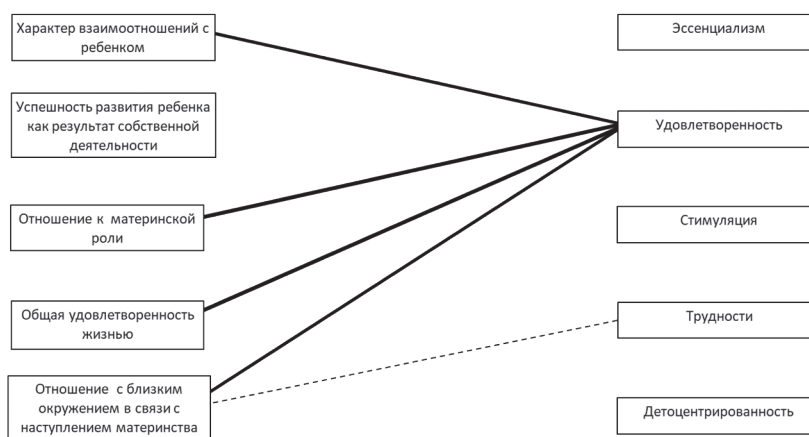 Характер взаимоотношений с
ребенком
Успешность развития ребенка
как результат собственной
деятельности
Отношение к материнской
роли
Общая удовлетворенность
жизнью
Отношение с близким
окружением в связи с
наступлением материнства
Эссенциализм
Удовлетворенность
Стимуляция
Трудности
Детоцентрированность